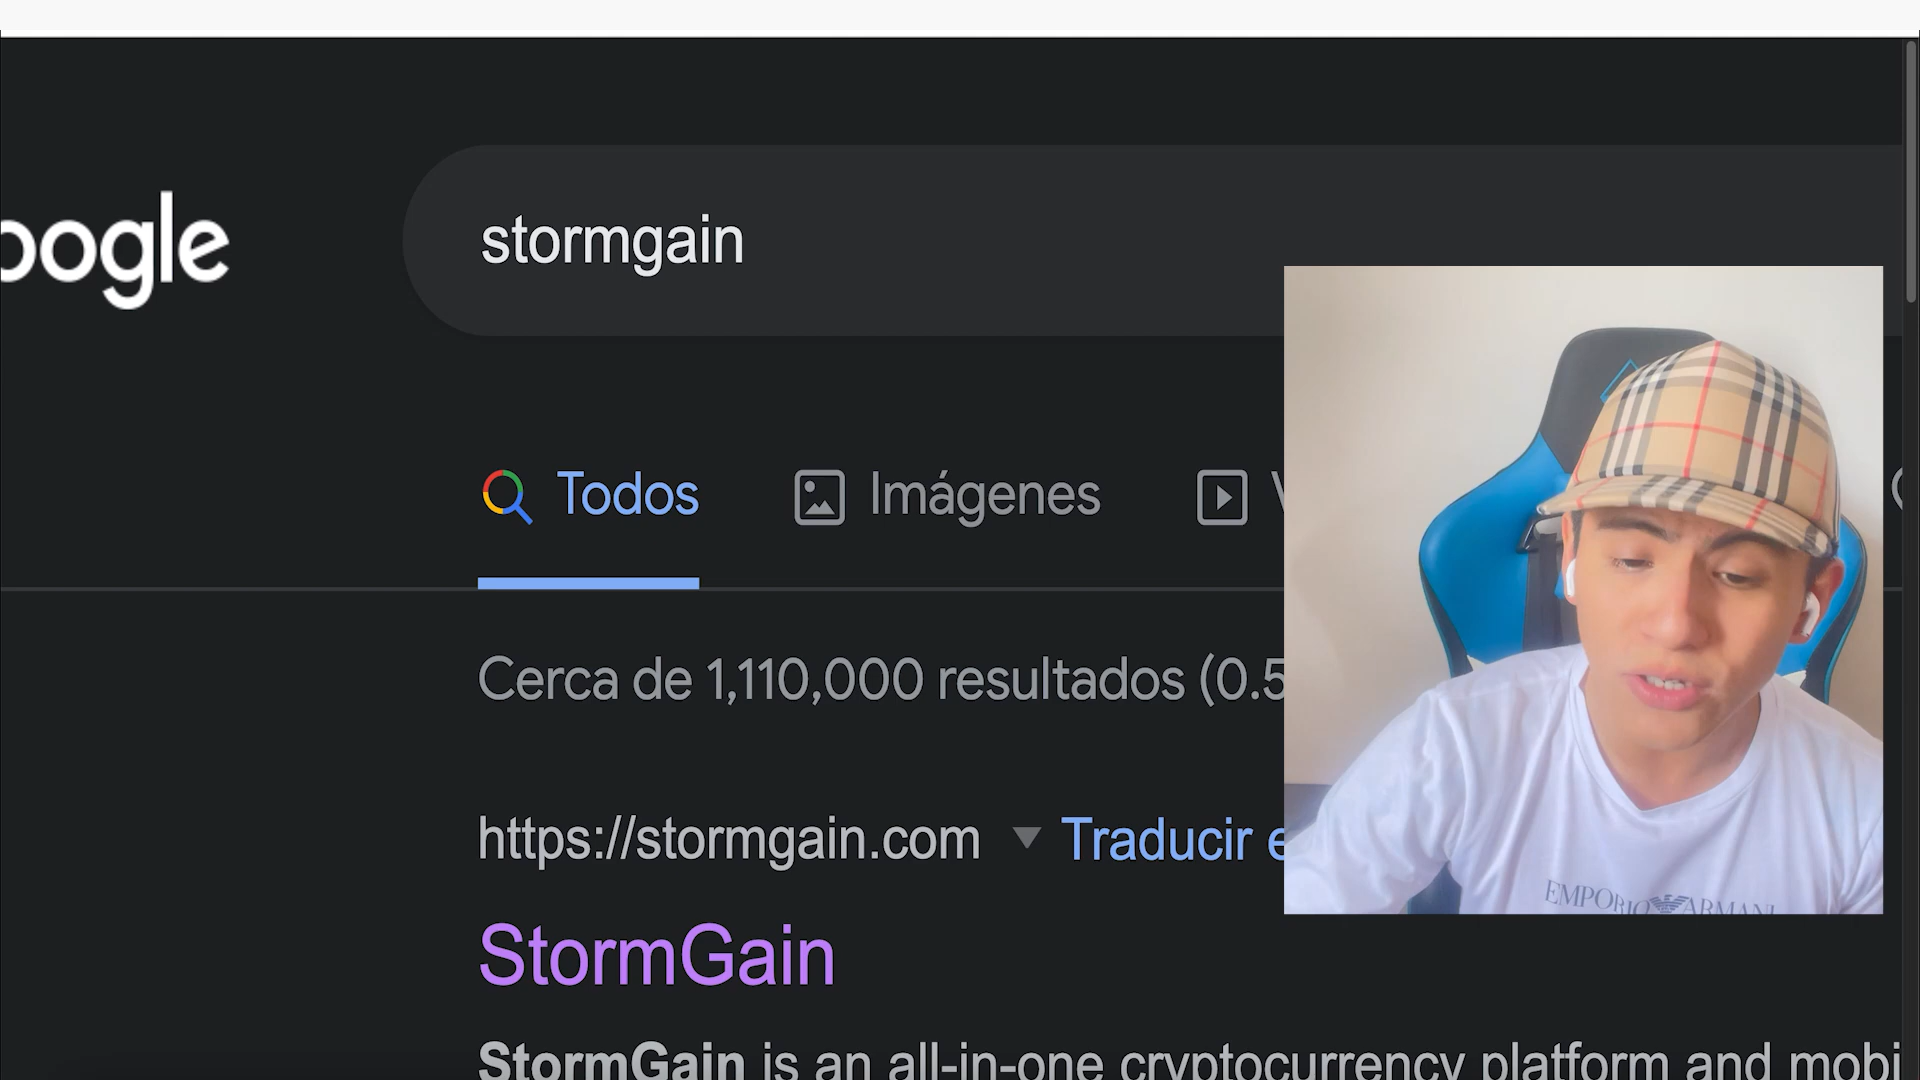 oogle
stormgain
Todos
Imágenes
Cerca de 1,110,000 resultados (0.5
https://stormgain.com
Traducir e
StormGain
StormGain is an all-in-one cryptocurrency platform and mobi
EMPORIO ARMANI